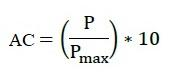 AC = (P / P_max) * 10